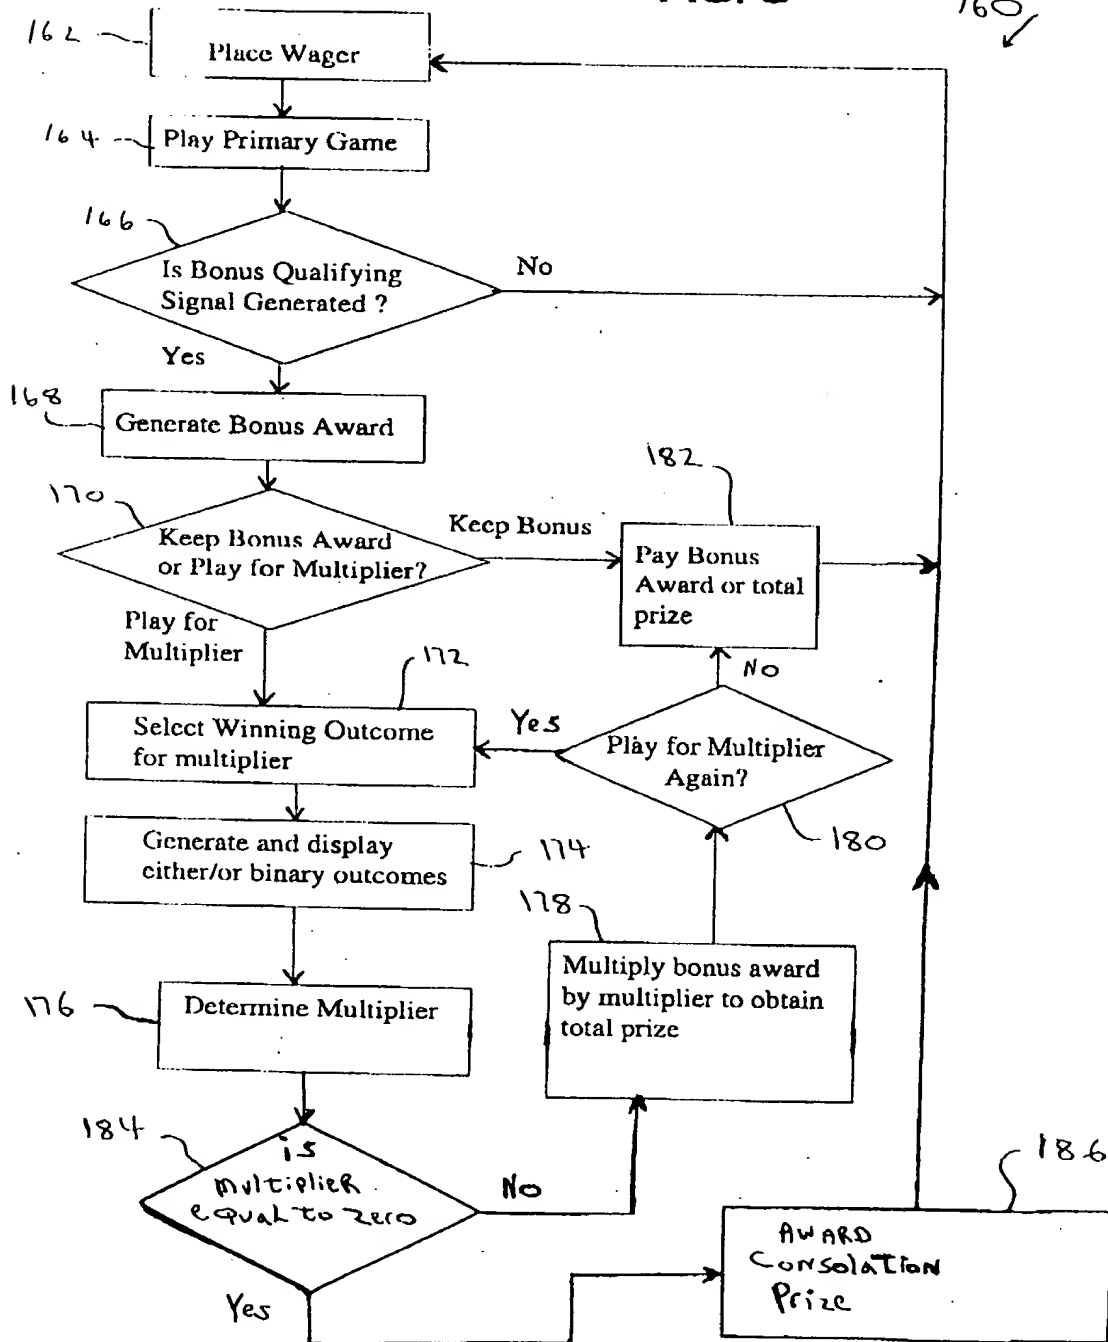 160
162
Place Wager
164
Play Primary Game
166
Is Bonus Qualifying
Signal Generated ?
No
Yes
168
Generate Bonus Award
182
170
Keep Bonus Award
or Play for Multiplier?
Keep Bonus
Pay Bonus
Award or total
prize
Play for
Multiplier
172
No
Select Winning Outcome
for multiplier
Yes
Play for Multiplier
Again?
180
Generate and display
either/or binary outcomes
174
178
Multiply bonus award
by multiplier to obtain
total prize
176
Determine Multiplier
184
is
multiplier
equal to zero
No
Yes
186
AWARD
Consolation
Prize